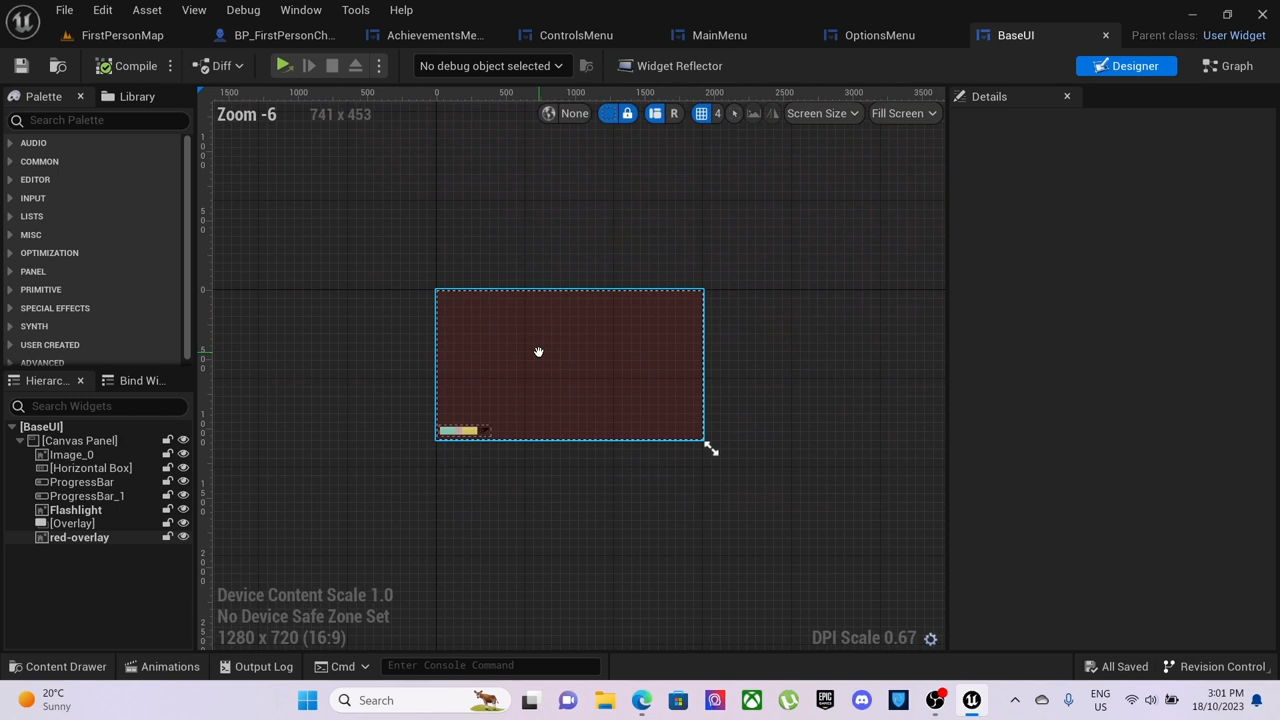 File Edit Asset View Debug Window Tools Help
FirstPersonMap BP_FirstPersonCh... AchievementsMe... ControlsMenu MainMenu OptionsMenu BaseUI Parent class: User Widget
Compile Diff No debug object selected Widget Reflector Designer Graph
Palette Library Details
Search Palette
AUDIO
COMMON
EDITOR
INPUT
LISTS
MISC
OPTIMIZATION
PANEL
PRIMITIVE
SPECIAL EFFECTS
SYNTH
USER CREATED
ADVANCED
1500 1000 500 0 500 1000 1500 2000 2500 3000 3500
Zoom -6 741 x 453 None R 4 Screen Size Fill Screen
Hierarc... Bind Wi...
Search Widgets
[BaseUI]
[Canvas Panel]
Image_0
[Horizontal Box]
ProgressBar
ProgressBar_1
Flashlight
[Overlay]
red-overlay
Device Content Scale 1.0
No Device Safe Zone Set
1280 x 720 (16:9) DPI Scale 0.67
Content Drawer Animations Output Log Cmd Enter Console Command All Saved Revision Control
20°C
Sunny
Search
EPIC
GAMES
ENG
US
3:01 PM
18/10/2023